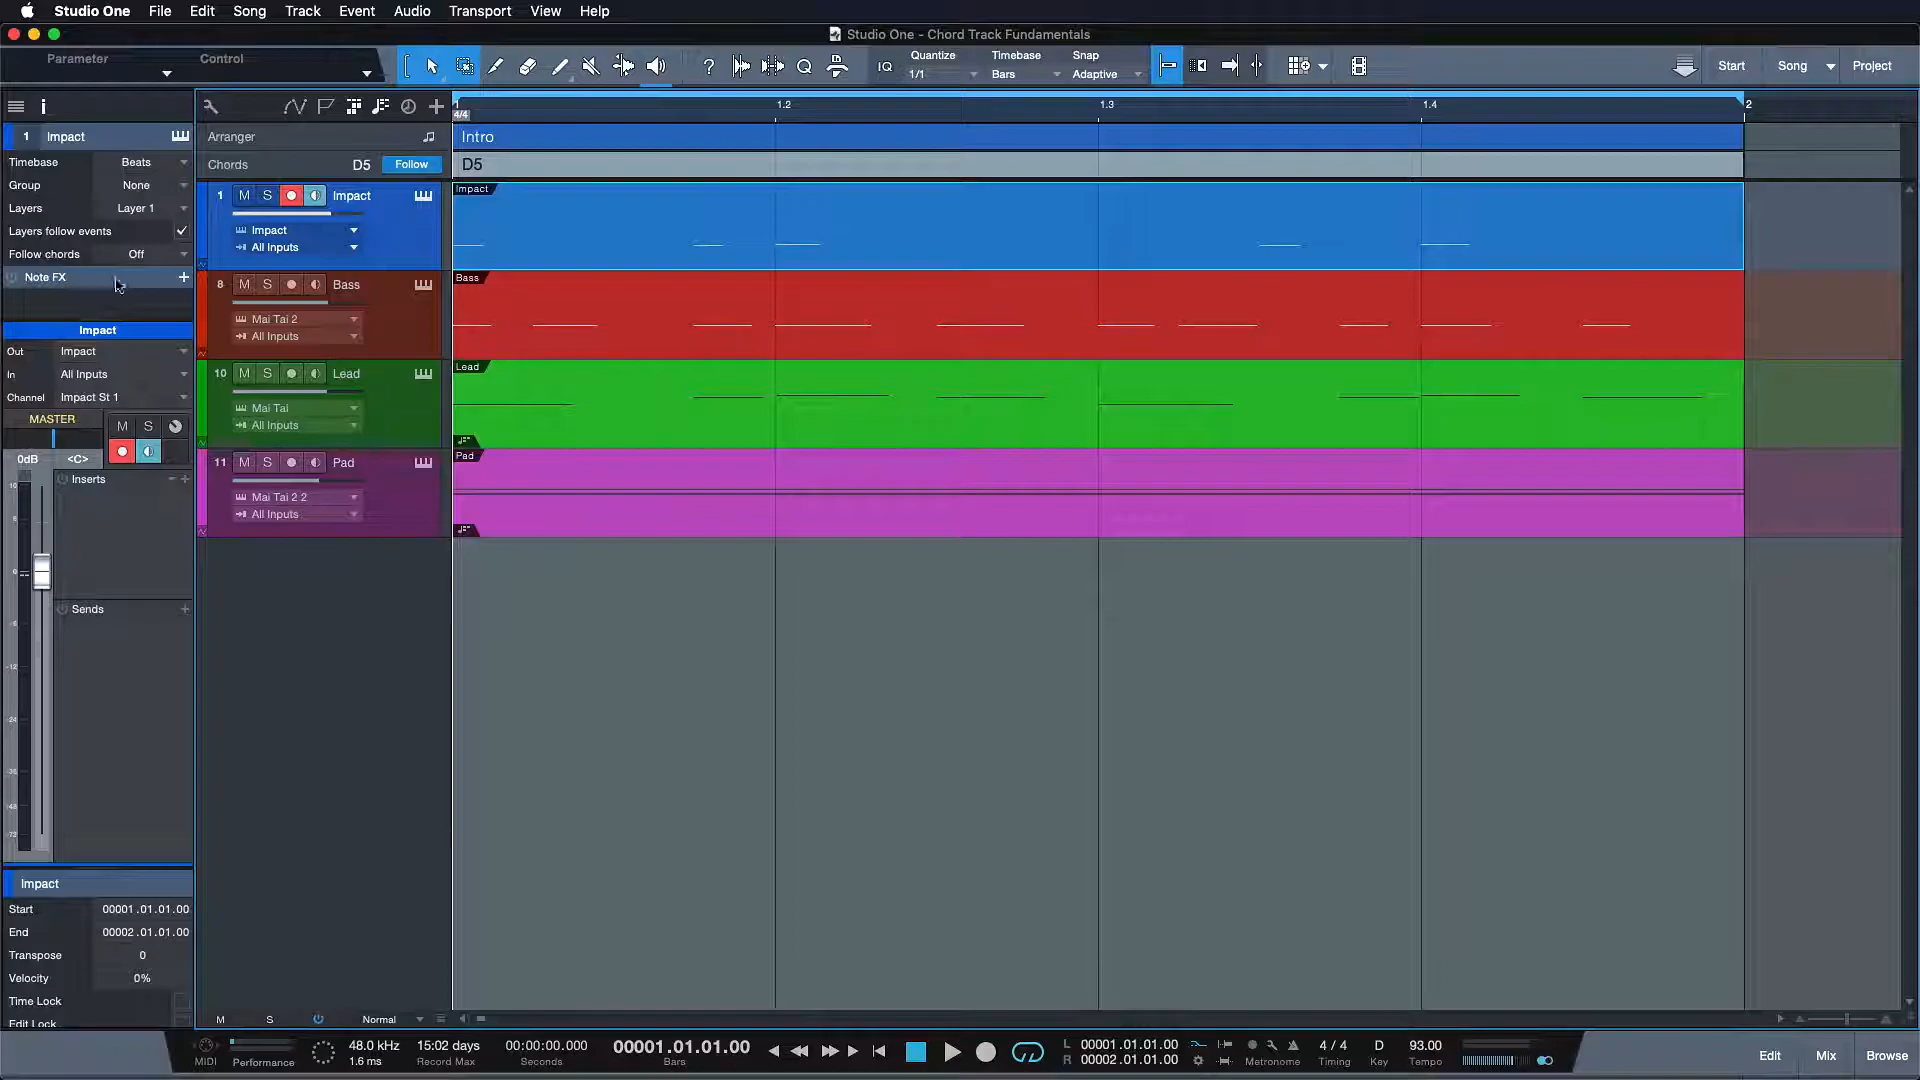 Studio One File Edit Song Track Event Audio Transport View Help
Studio One - Chord Track Fundamentals
Parameter Control
? IQ Quantize 1/1 Timebase Bars Snap Adaptive Start Song Project
i
1 Impact
Timebase Beats
Group None
Layers Layer 1
Layers follow events
Follow chords Off
Note FX
Impact
Out Impact
In All Inputs
Channel Impact St 1
MASTER M S
0dB <C>
Inserts
Sends
Impact
Start 00001.01.01.00
End 00002.01.01.00
Transpose 0
Velocity 0%
Time Lock
Edit Lock
1 1.2 1.3 1.4 2
4/4
Arranger Intro
Chords D5 Follow D5
1 M S Impact
Impact
All Inputs
Impact
8 M S Bass
Mai Tai 2
All Inputs
Bass
10 M S Lead
Mai Tai
All Inputs
Lead
11 M S Pad
Mai Tai 2 2
All Inputs
Pad
M S Normal
MIDI Performance 48.0 kHz 1.6 ms 15:02 days Record Max 00:00:00.000 Seconds 00001.01.01.00 Bars
L 00001.01.01.00
R 00002.01.01.00
Metronome 4 / 4 Timing D Key 93.00 Tempo
Edit Mix Browse